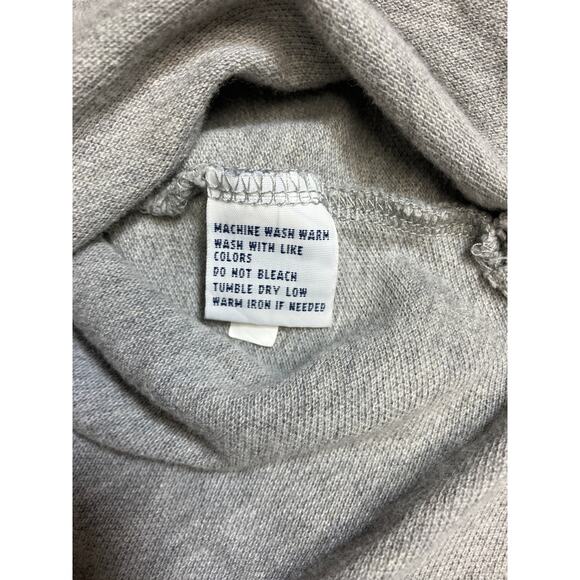 MACHINE WASH WARM
WASH WITH LIKE
COLORS
DO NOT BLEACH
TUMBLE DRY LOW
WARM IRON IF NEEDED